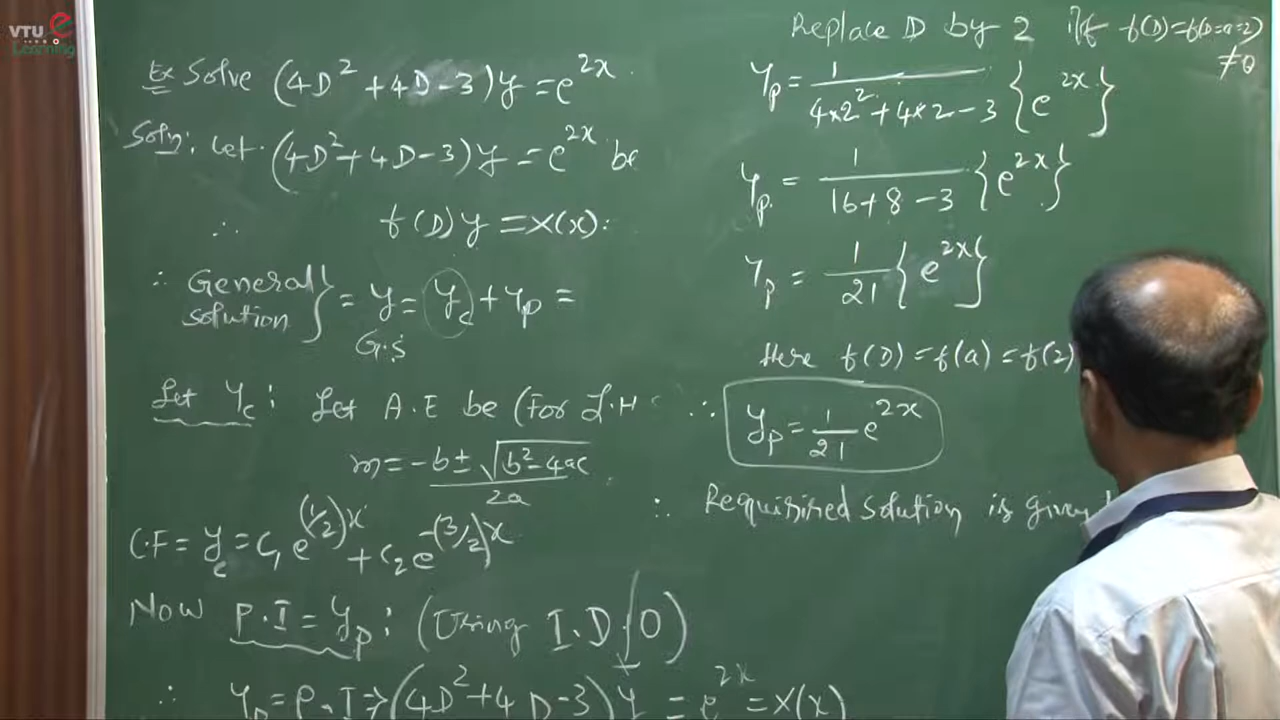 VTU e
Learning
Ex Solve (4D² + 4D - 3)y = e^{2x}.
Soln: Let (4D² + 4D - 3)y = e^{2x} be
∴ f(D)y = X(x).
∴ General solution } = y = y_c + y_p =
G.S
Let y_c : Let A.E be (For L.H
m = -b ± √(b² - 4ac) / 2a
C.F = y_c = C₁ e^{(1/2)x} + C₂ e^{-(3/2)x}
Now P.I = y_p : (Using I.D.O)
∴ y_p = P.I ⇒ (4D² + 4D - 3)y = e^{2x} = X(x)
Replace D by 2 iff f(D) = f(D=a=2) ≠ 0
y_p = 1/(4×2² + 4×2 - 3) {e^{2x}}
y_p = 1/(16 + 8 - 3) {e^{2x}}
y_p = 1/21 {e^{2x}}
Here f(D) = f(a) = f(2)
∴ y_p = 1/21 e^{2x}
∴ Requisired solution is given